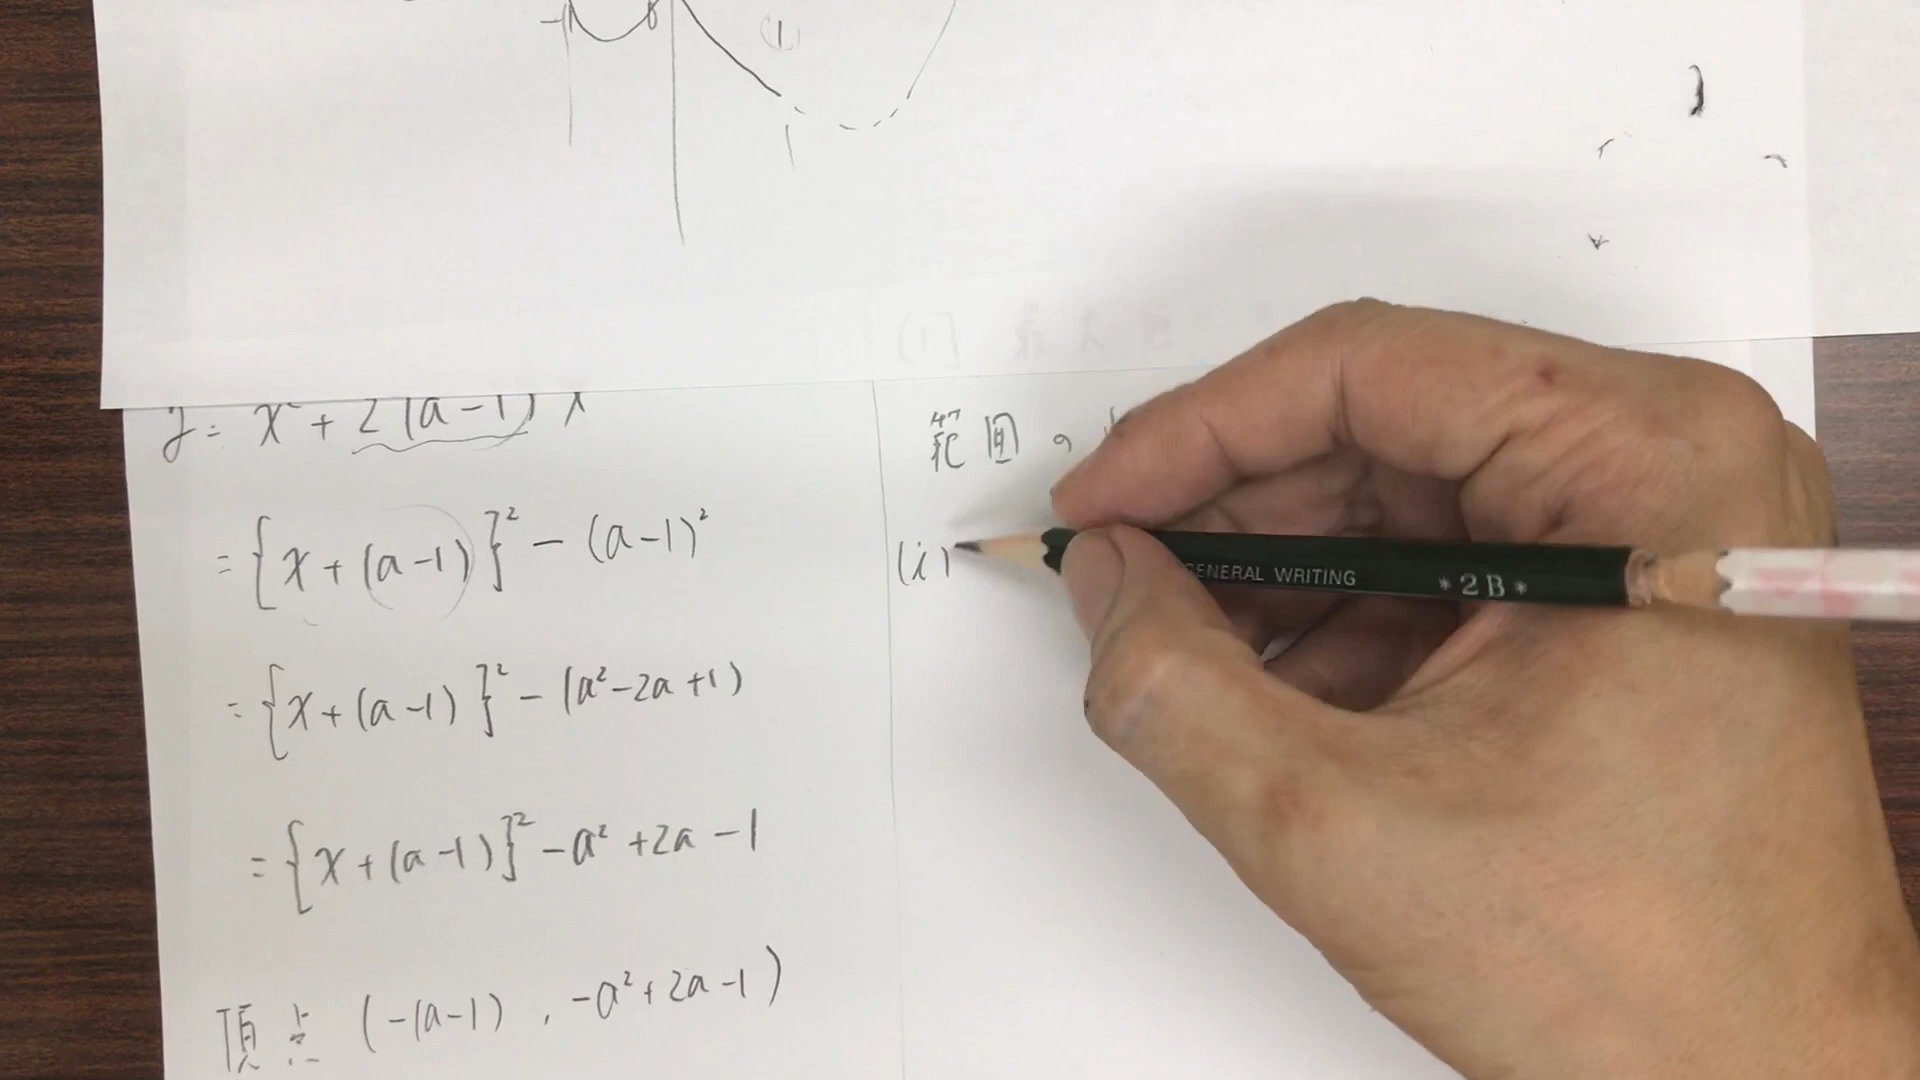 ①
y = x² + 2(a-1)x
= {x+(a-1)}² - (a-1)²
= {x+(a-1)}² - (a²-2a+1)
= {x+(a-1)}² - a² + 2a - 1
頂点 (-(a-1), -a²+2a-1)
範囲の
(i)
GENERAL WRITING *2B*